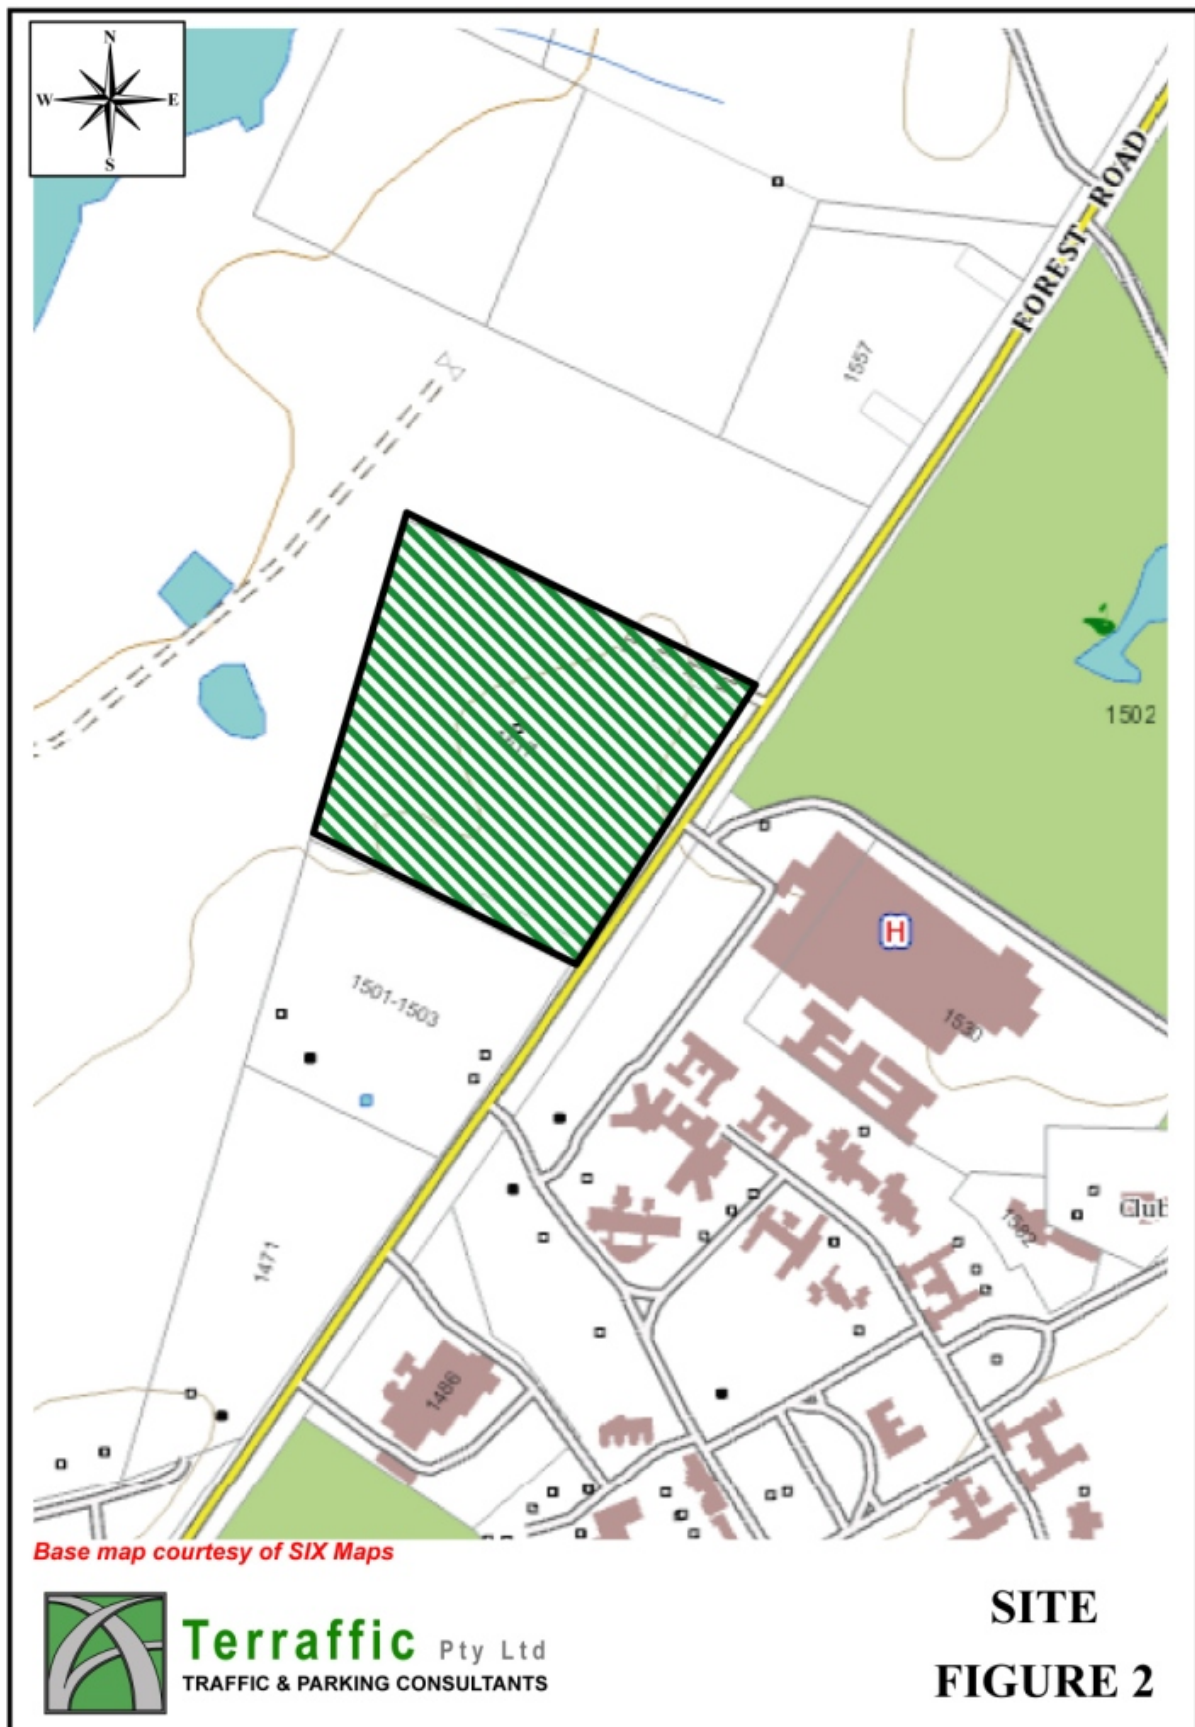 N
W E
S
FOREST ROAD
1557
1502
H
1530
1501-1503
1582
Club
1471
1486
Base map courtesy of SIX Maps
Terraffic Pty Ltd
TRAFFIC & PARKING CONSULTANTS
SITE
FIGURE 2